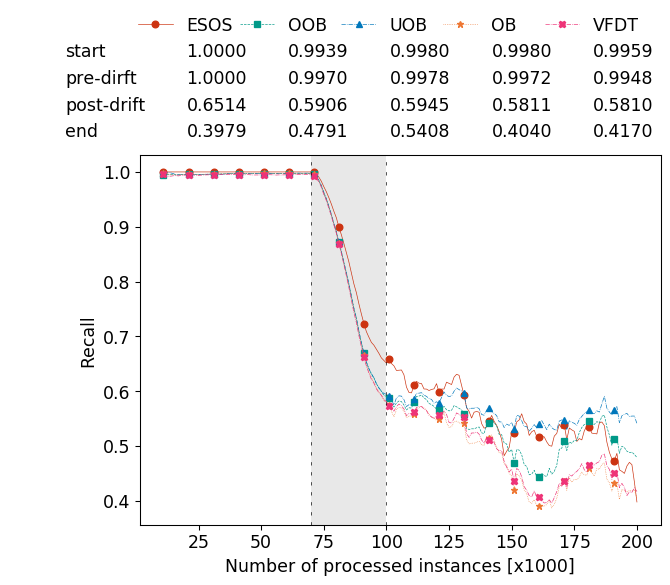 ESOS OOB UOB OB VFDT
start 1.0000 0.9939 0.9980 0.9980 0.9959
pre-dirft 1.0000 0.9970 0.9978 0.9972 0.9948
post-drift 0.6514 0.5906 0.5945 0.5811 0.5810
end 0.3979 0.4791 0.5408 0.4040 0.4170
1.0
0.9
0.8
0.7
0.6
0.5
0.4
Recall
25 50 75 100 125 150 175 200
Number of processed instances [x1000]